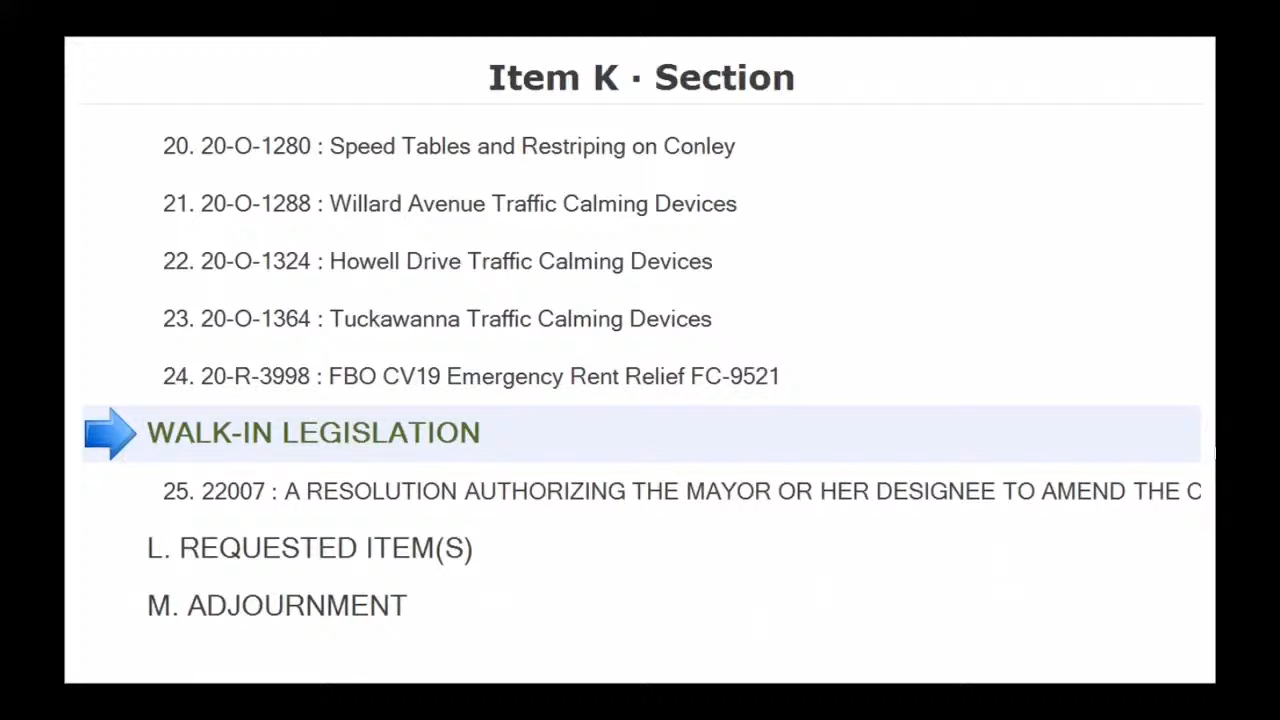 Item K · Section
20. 20-O-1280 : Speed Tables and Restriping on Conley
21. 20-O-1288 : Willard Avenue Traffic Calming Devices
22. 20-O-1324 : Howell Drive Traffic Calming Devices
23. 20-O-1364 : Tuckawanna Traffic Calming Devices
24. 20-R-3998 : FBO CV19 Emergency Rent Relief FC-9521
WALK-IN LEGISLATION
25. 22007 : A RESOLUTION AUTHORIZING THE MAYOR OR HER DESIGNEE TO AMEND THE
L. REQUESTED ITEM(S)
M. ADJOURNMENT